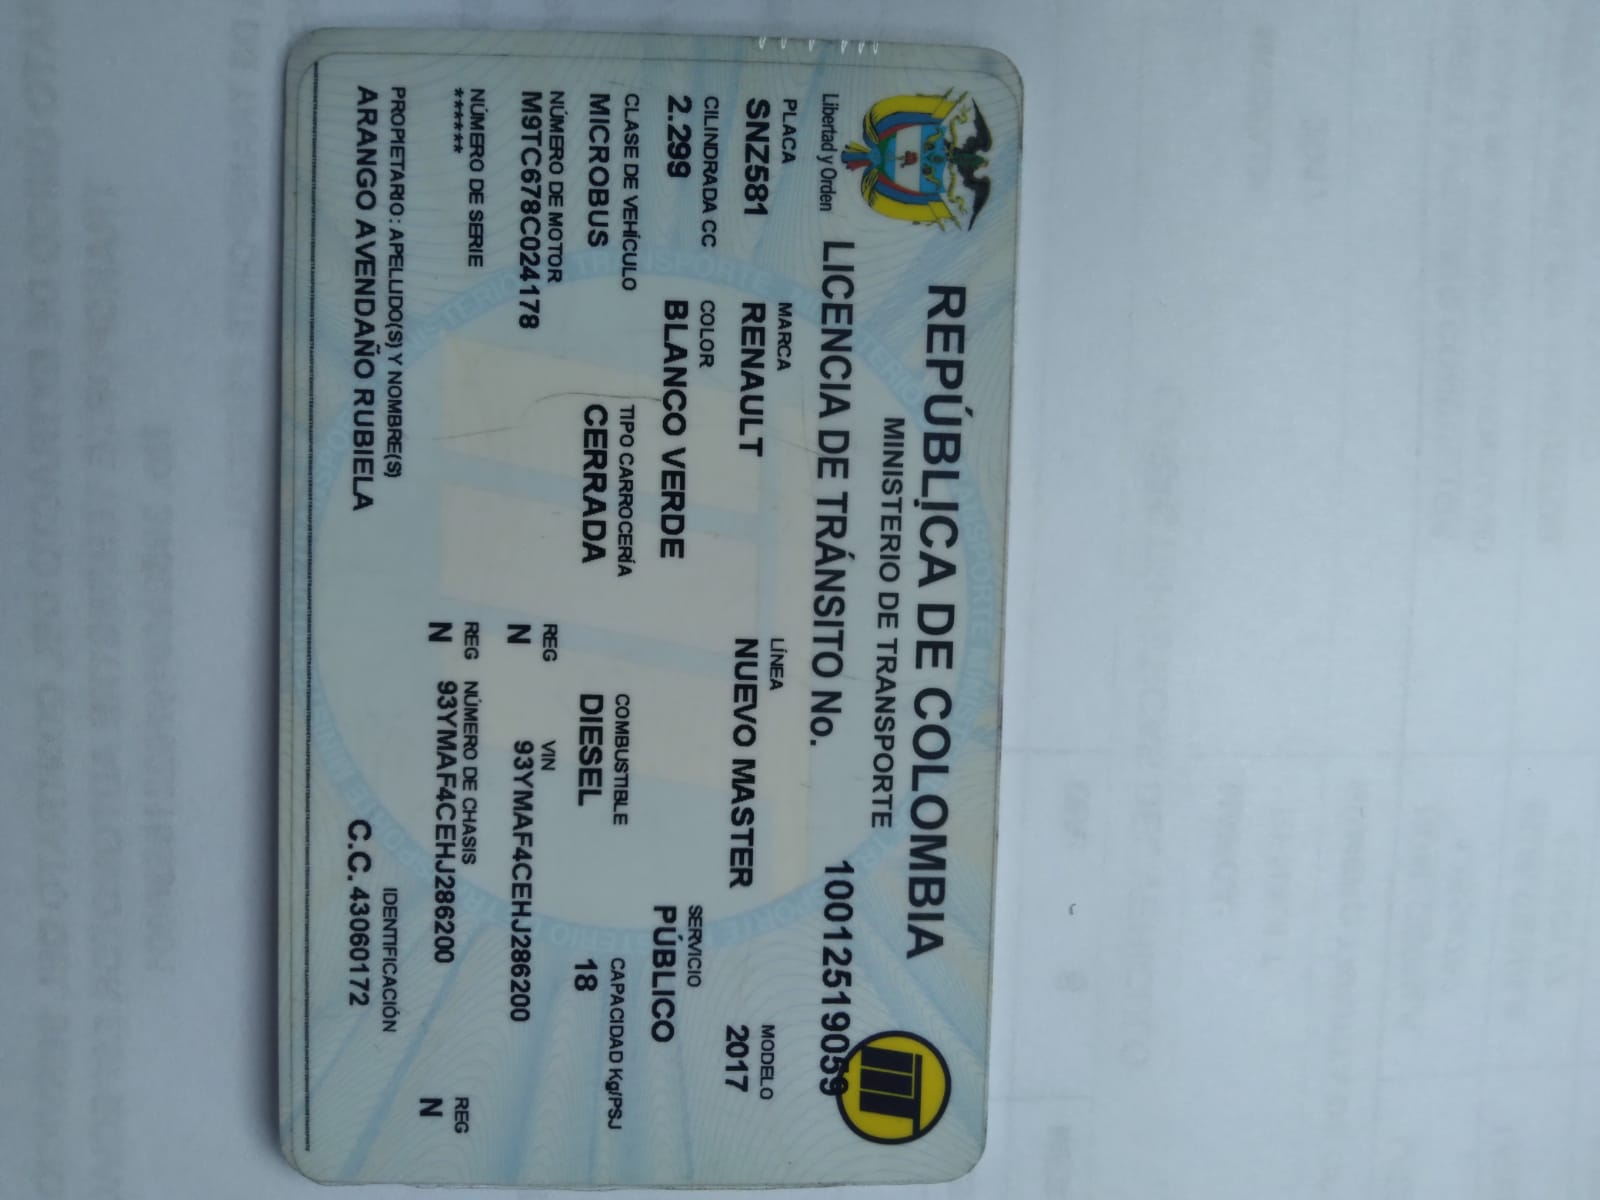 REPÚBLICA DE COLOMBIA
MINISTERIO DE TRANSPORTE
Libertad y Orden
LICENCIA DE TRÁNSITO No. 10012519059
PLACA MARCA LÍNEA MODELO
SNZ581 RENAULT NUEVO MASTER 2017
CILINDRADA CC COLOR SERVICIO
2.299 BLANCO VERDE PÚBLICO
CLASE DE VEHÍCULO TIPO CARROCERÍA COMBUSTIBLE CAPACIDAD Kg/PSJ
MICROBUS CERRADA DIESEL 18
NÚMERO DE MOTOR REG VIN
M9TC678C024178 N 93YMAF4CEHJ286200
NÚMERO DE SERIE REG NÚMERO DE CHASIS REG
***** N 93YMAF4CEHJ286200 N
PROPIETARIO: APELLIDO(S) Y NOMBRE(S) IDENTIFICACIÓN
ARANGO AVENDAÑO RUBIELA C.C. 43060172